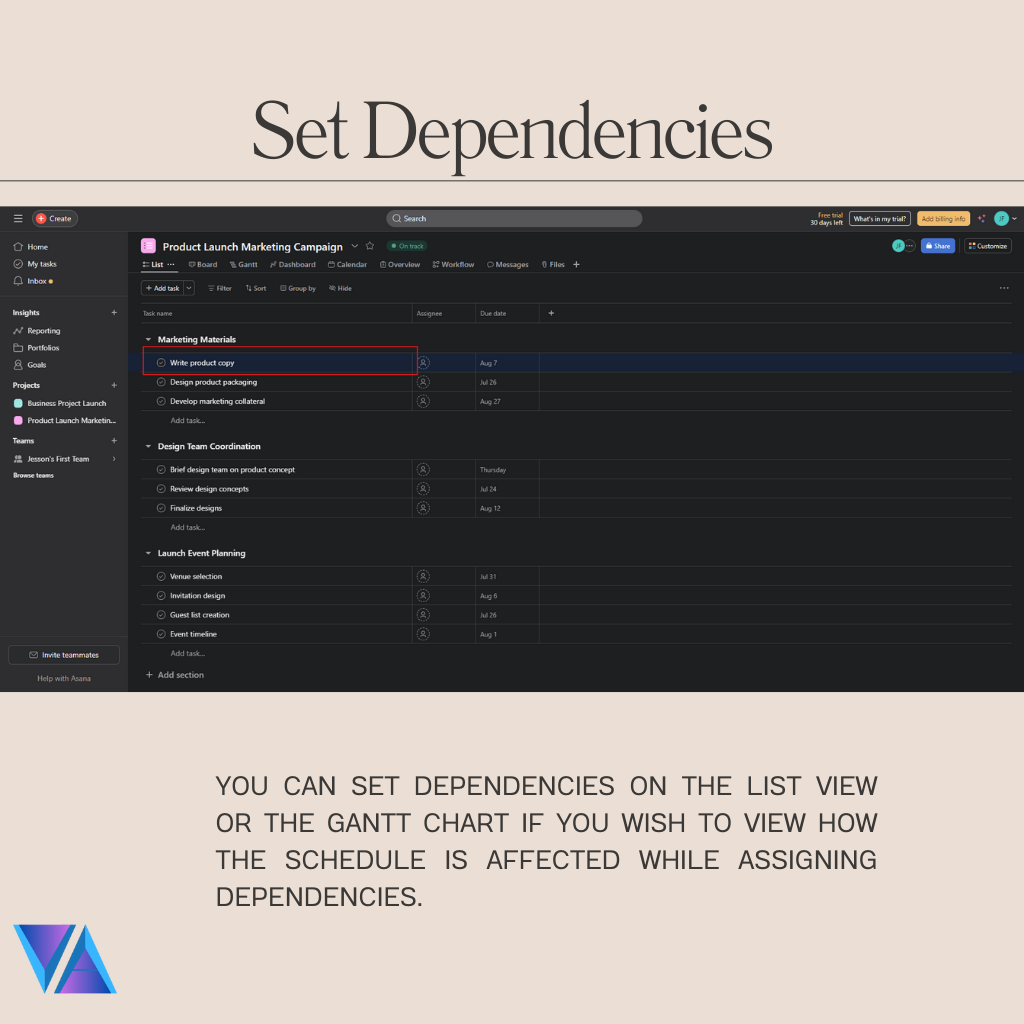 Set Dependencies
Create
Search
Free trial
30 days left
What's in my trial?
Add billing info
JF
Home
My tasks
Inbox
Insights
Reporting
Portfolios
Goals
Projects
Business Project Launch
Product Launch Marketin...
Teams
Jesson's First Team
Browse teams
Invite teammates
Help with Asana
Product Launch Marketing Campaign
On track
JF
Share
Customize
List
Board
Gantt
Dashboard
Calendar
Overview
Workflow
Messages
Files
Add task
Filter
Sort
Group by
Hide
Task name Assignee Due date
Marketing Materials
Write product copy Aug 7
Design product packaging Jul 26
Develop marketing collateral Aug 27
Add task...
Design Team Coordination
Brief design team on product concept Thursday
Review design concepts Jul 24
Finalize designs Aug 12
Add task...
Launch Event Planning
Venue selection Jul 31
Invitation design Aug 6
Guest list creation Jul 26
Event timeline Aug 1
Add task...
Add section
YOU CAN SET DEPENDENCIES ON THE LIST VIEW
OR THE GANTT CHART IF YOU WISH TO VIEW HOW
THE SCHEDULE IS AFFECTED WHILE ASSIGNING
DEPENDENCIES.
VA